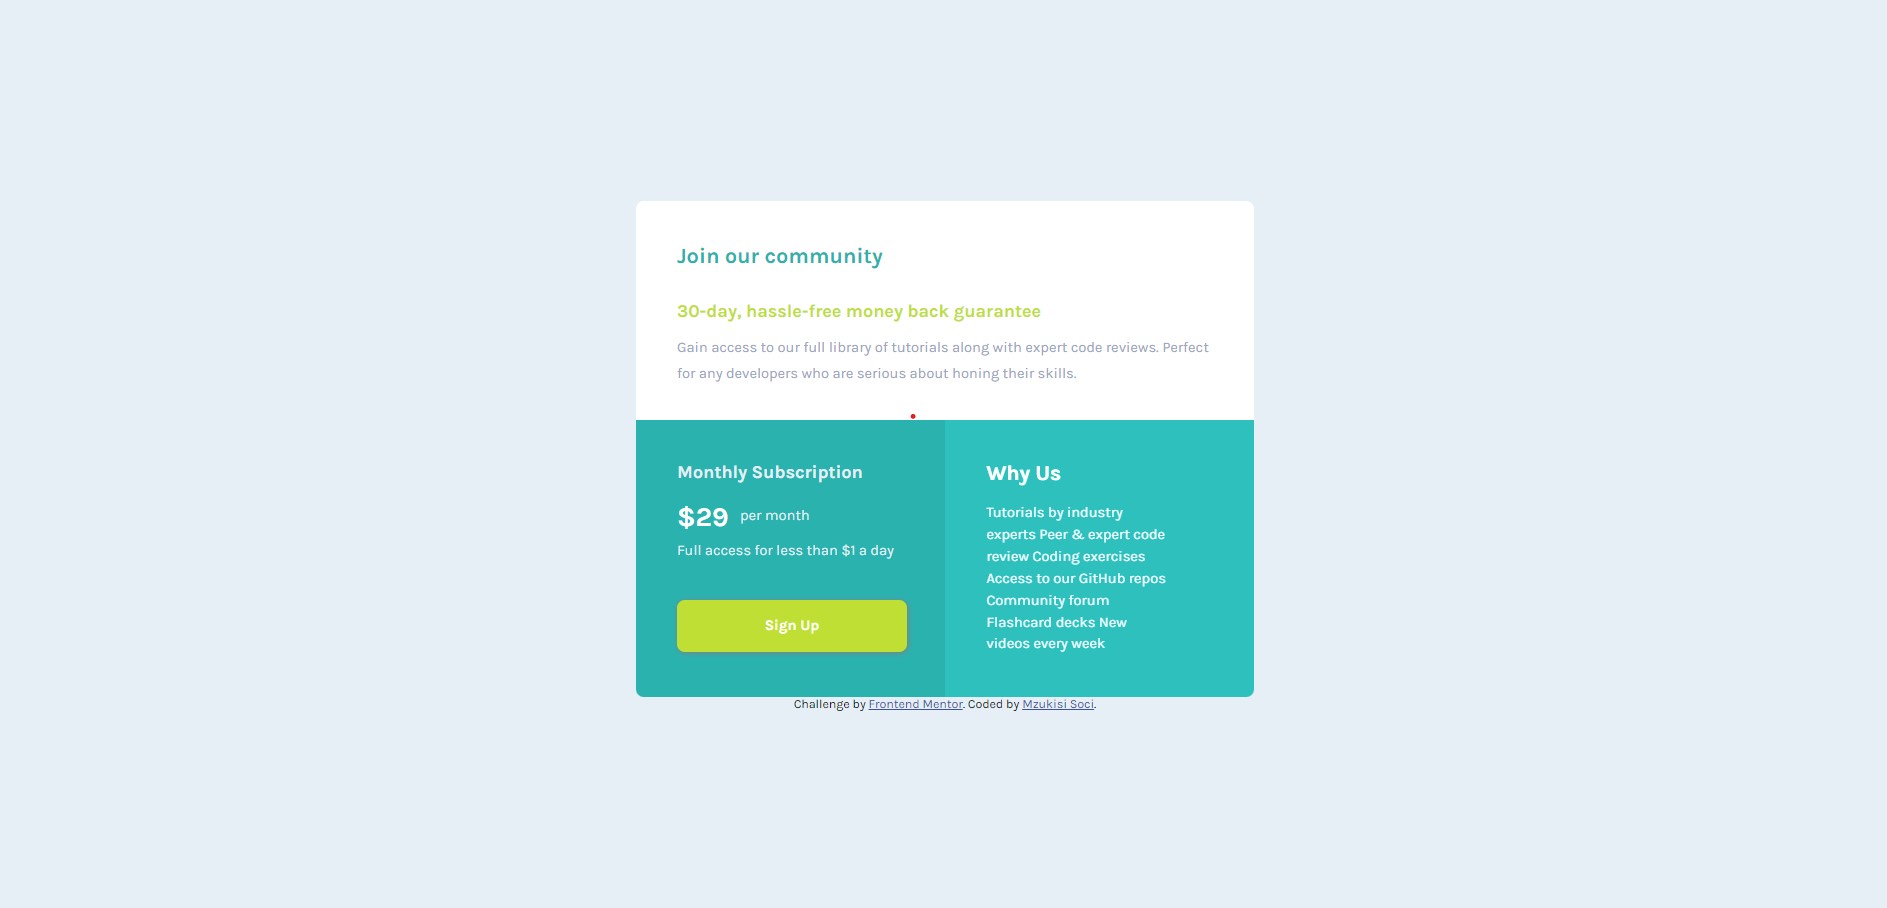 Join our community
30-day, hassle-free money back guarantee
Gain access to our full library of tutorials along with expert code reviews. Perfect
for any developers who are serious about honing their skills.
Monthly Subscription
$29 per month
Full access for less than $1 a day
Sign Up
Why Us
Tutorials by industry
experts Peer & expert code
review Coding exercises
Access to our GitHub repos
Community forum
Flashcard decks New
videos every week
Challenge by Frontend Mentor. Coded by Mzukisi Soci.